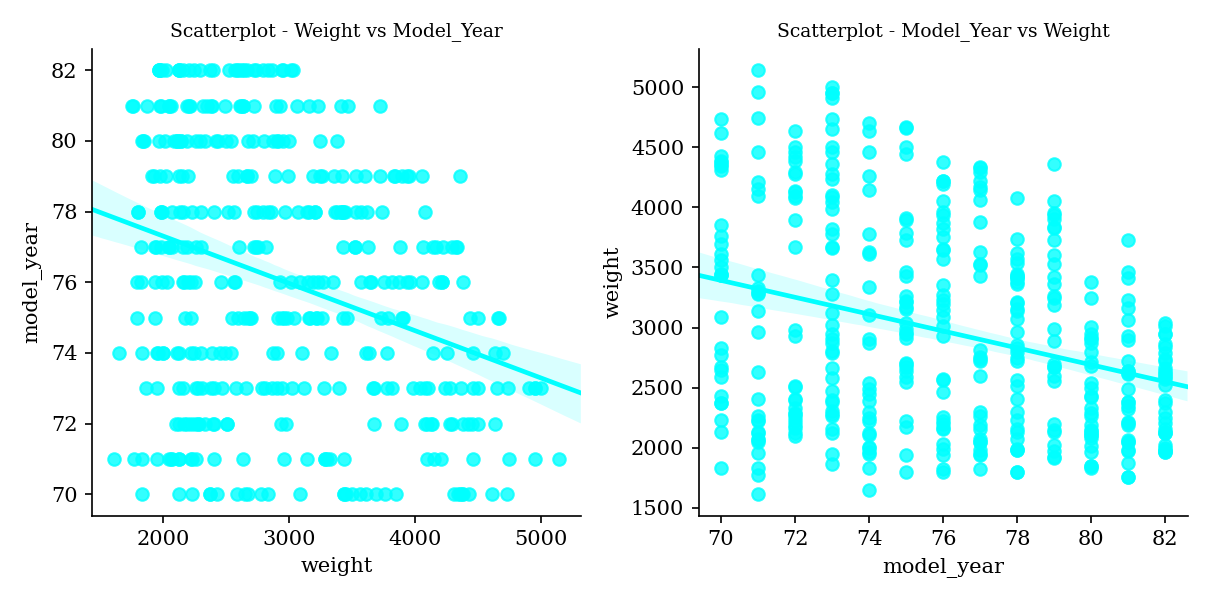 Scatterplot - Weight vs Model_Year
82
80
78
76
74
72
70
model_year
2000 3000 4000 5000
weight
Scatterplot - Model_Year vs Weight
5000
4500
4000
3500
3000
2500
2000
1500
weight
70 72 74 76 78 80 82
model_year